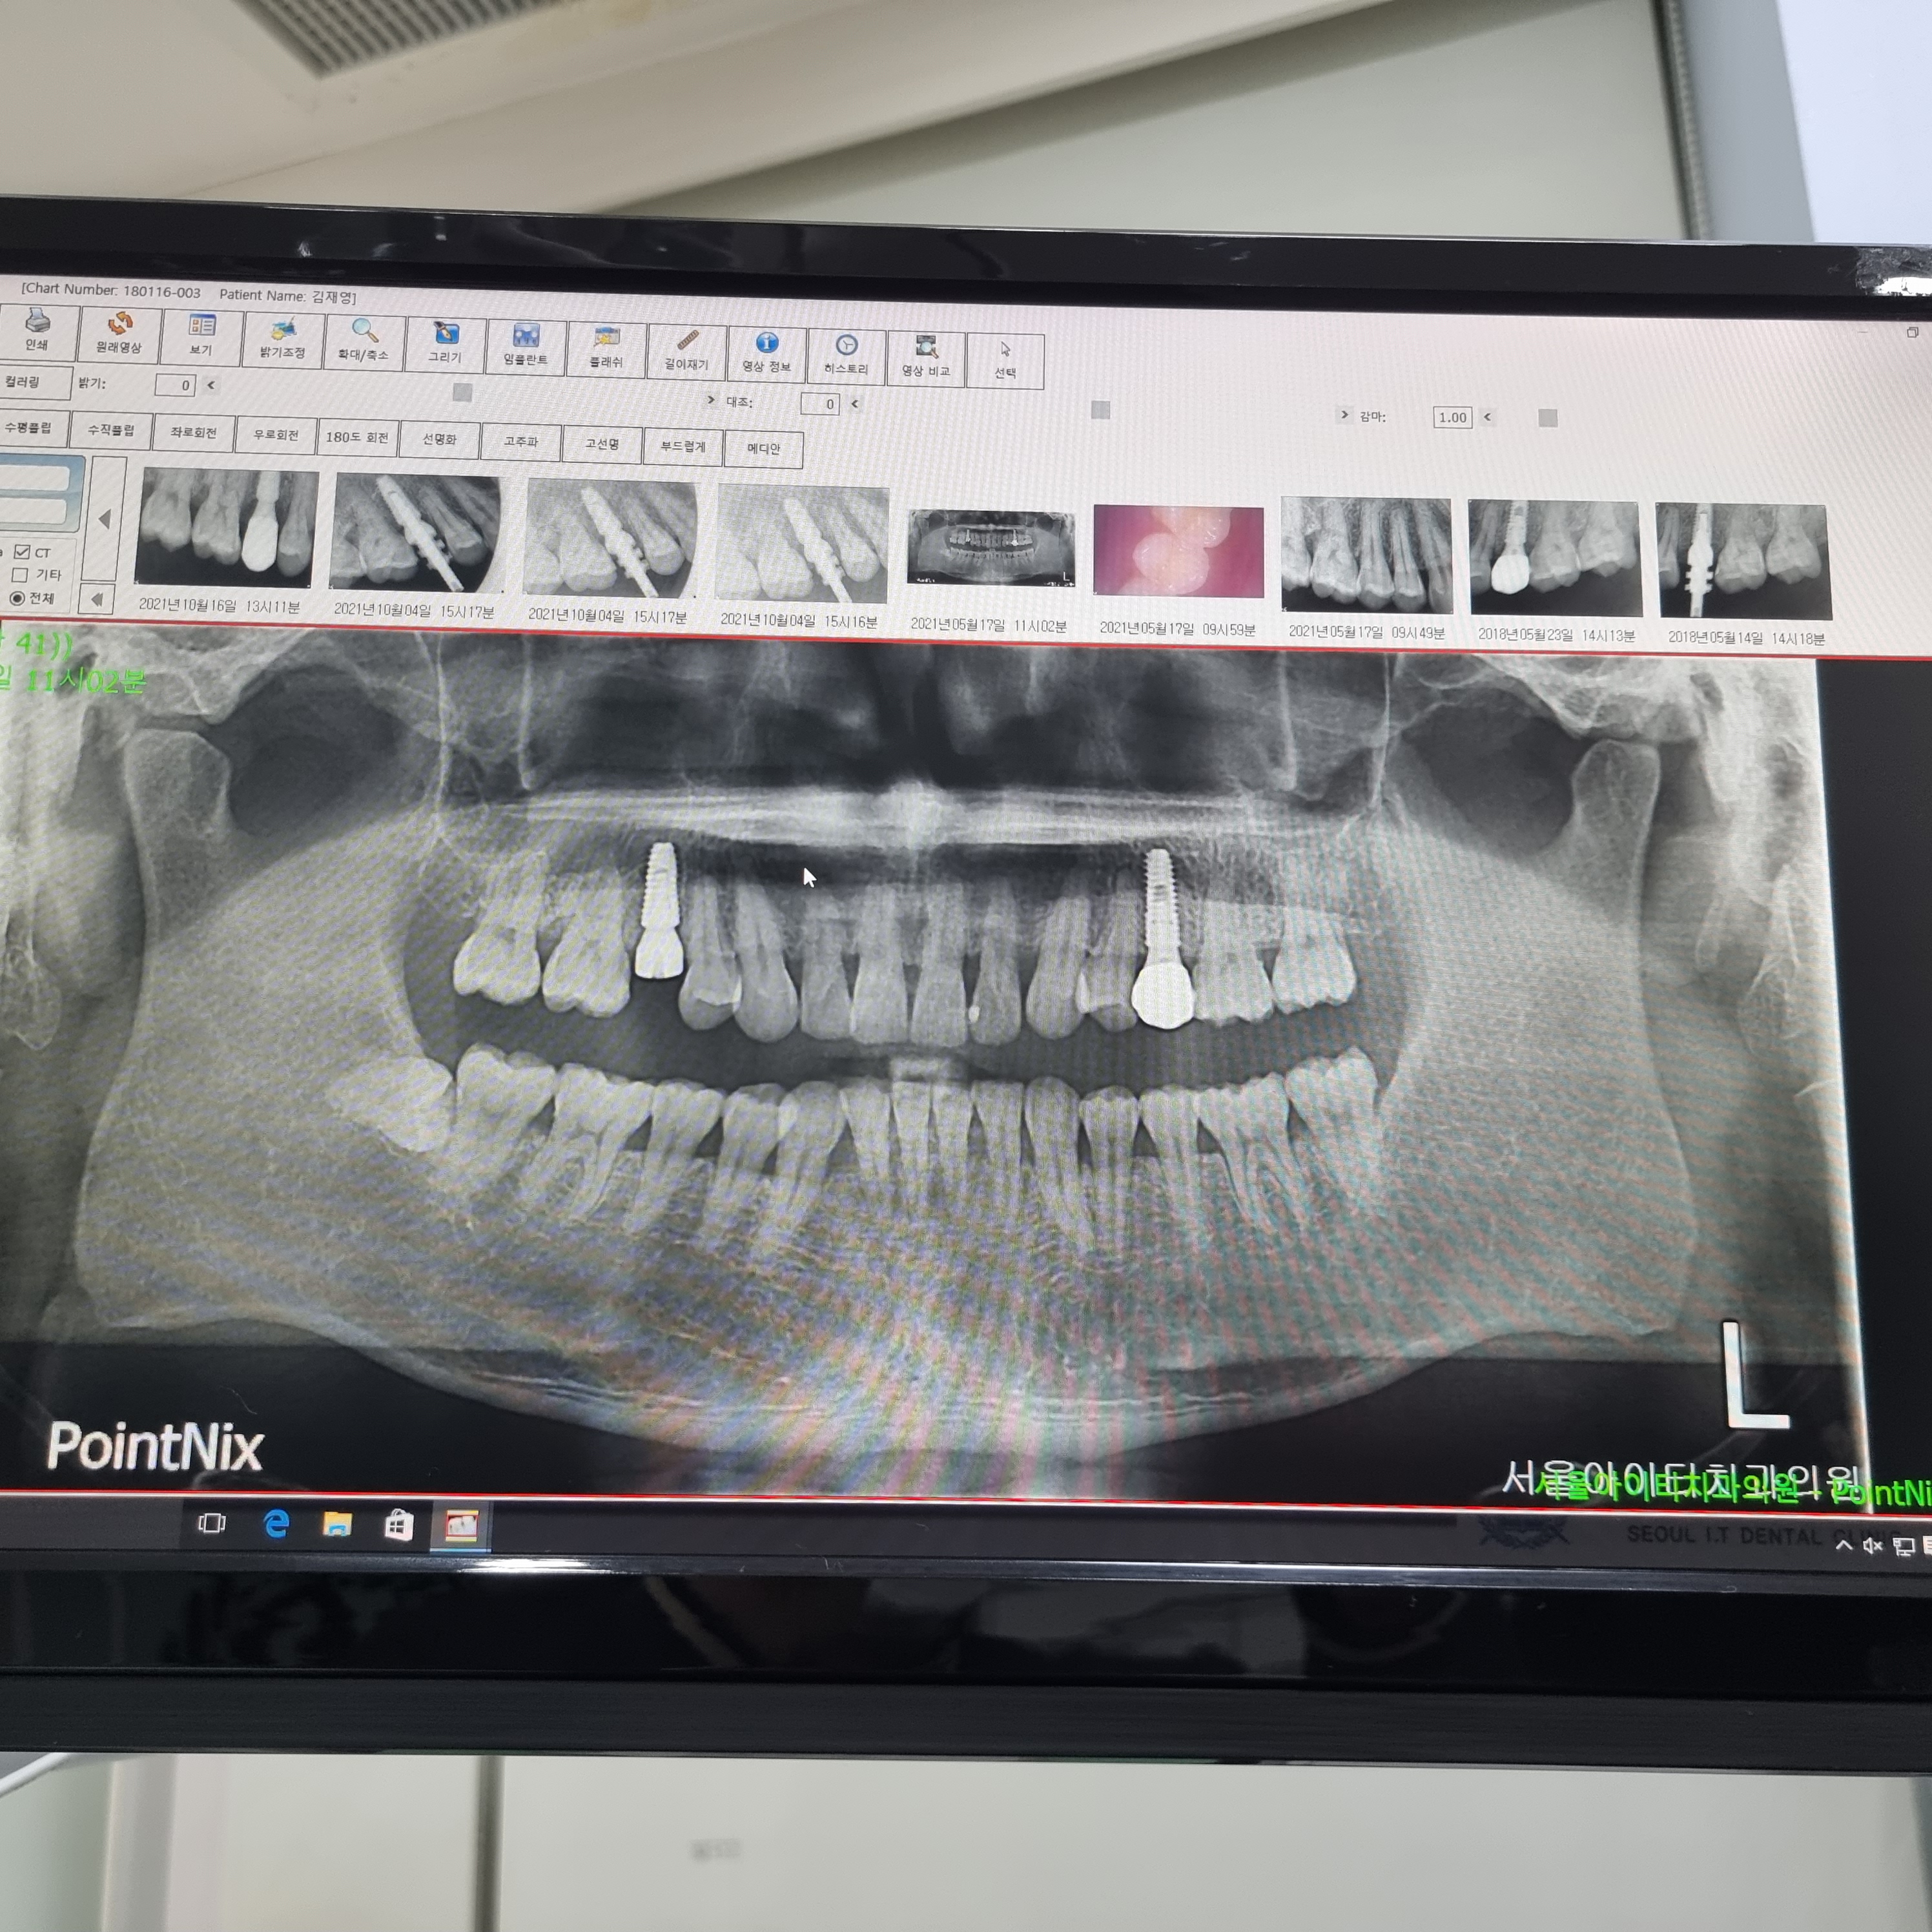 [Chart Number: 180116-003 Patient Name: 김재영]
인쇄 원래영상 보기 밝기조정 확대/축소 그리기 임플란트 플래쉬 길이재기 영상 정보 히스토리 영상 비교 선택
컬러링 밝기: 0 < > 대조: 0 < > 감마: 1.00 <
수평플립 수직플립 좌로회전 우로회전 180도 회전 선명화 고주파 고선명 부드럽게 메디안
CT
기타
전체
2021년10월16일 13시11분 2021년10월04일 15시17분 2021년10월04일 15시17분 2021년10월04일 15시16분 2021년05월17일 11시02분 2021년05월17일 09시59분 2021년05월17일 09시49분 2018년05월23일 14시13분 2018년05월14일 14시18분
41))
일 11시02분
L
PointNix
서울아이티치과의원
서울아이티치과의원 - PointNi
SEOUL I.T DENTAL CLINIC